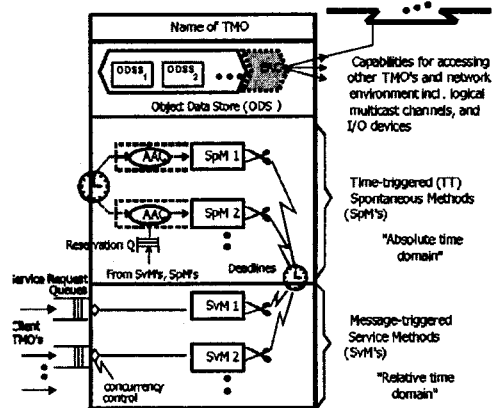 Name of TMO
ODSS1
ODSS2
EAC
Capabilities for accessing
other TMO's and network
environment incl. logical
multicast channels, and
I/O devices
Object Data Store (ODS )
AAC
SpM 1
AAC
SpM 2
Reservation Q
From SvM's, SpM's
Deadlines
Time-triggered (TT)
Spontaneous Methods
(SpM's)
"Absolute time
domain"
Service Request
Queues
Client
TMO's
SvM 1
SvM 2
concurrency
control
Message-triggered
Service Methods
(SvM's)
"Relative time
domain"